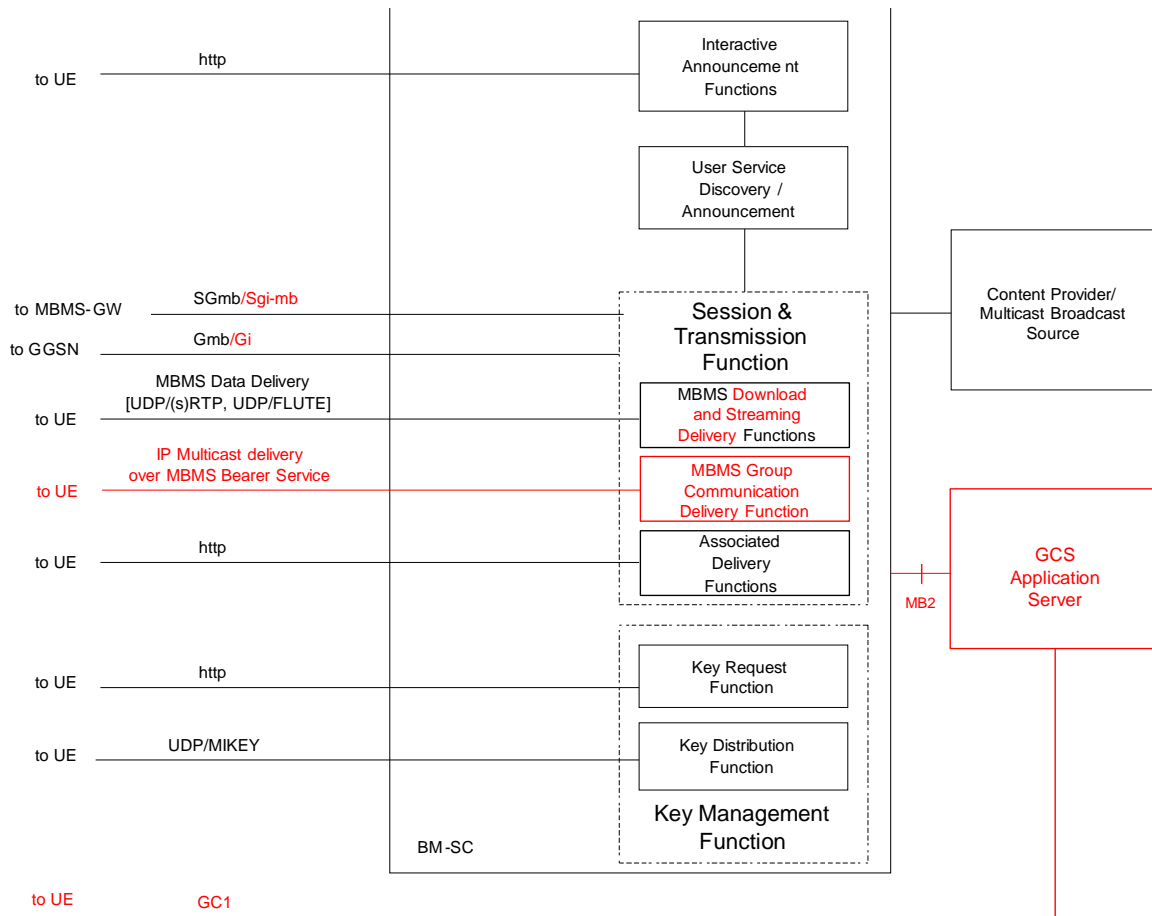 Interactive
Announceme nt
Functions
http
to UE
User Service
Discovery /
Announcement
SGmb/Sgi-mb
to MBMS-GW
Gmb/Gi
to GGSN
Session &
Transmission
Function
Content Provider/
Multicast Broadcast
Source
MBMS Data Delivery
[UDP/(s)RTP, UDP/FLUTE]
to UE
MBMS Download
and Streaming
Delivery Functions
IP Multicast delivery
over MBMS Bearer Service
to UE
MBMS Group
Communication
Delivery Function
http
to UE
Associated
Delivery
Functions
MB2
GCS
Application
Server
http
to UE
Key Request
Function
UDP/MIKEY
to UE
Key Distribution
Function
Key Management
Function
BM-SC
to UE
GC1